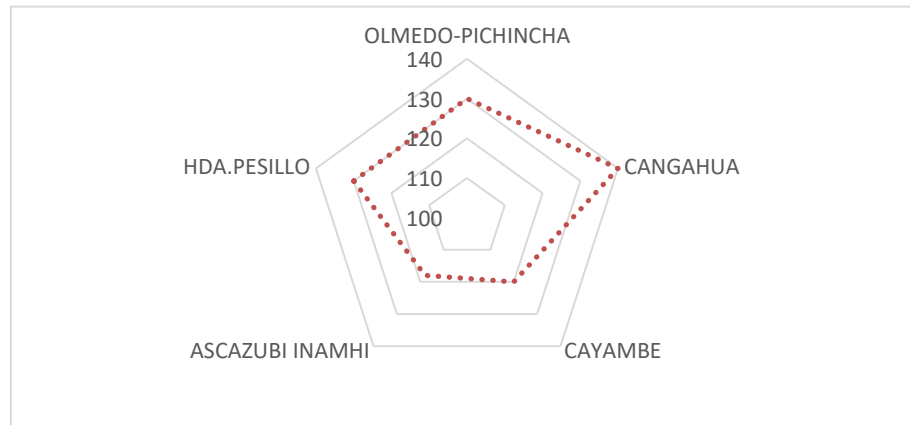 OLMEDO-PICHINCHA
140
130
120
110
100
HDA.PESILLO
CANGAHUA
ASCAZUBI INAMHI
CAYAMBE